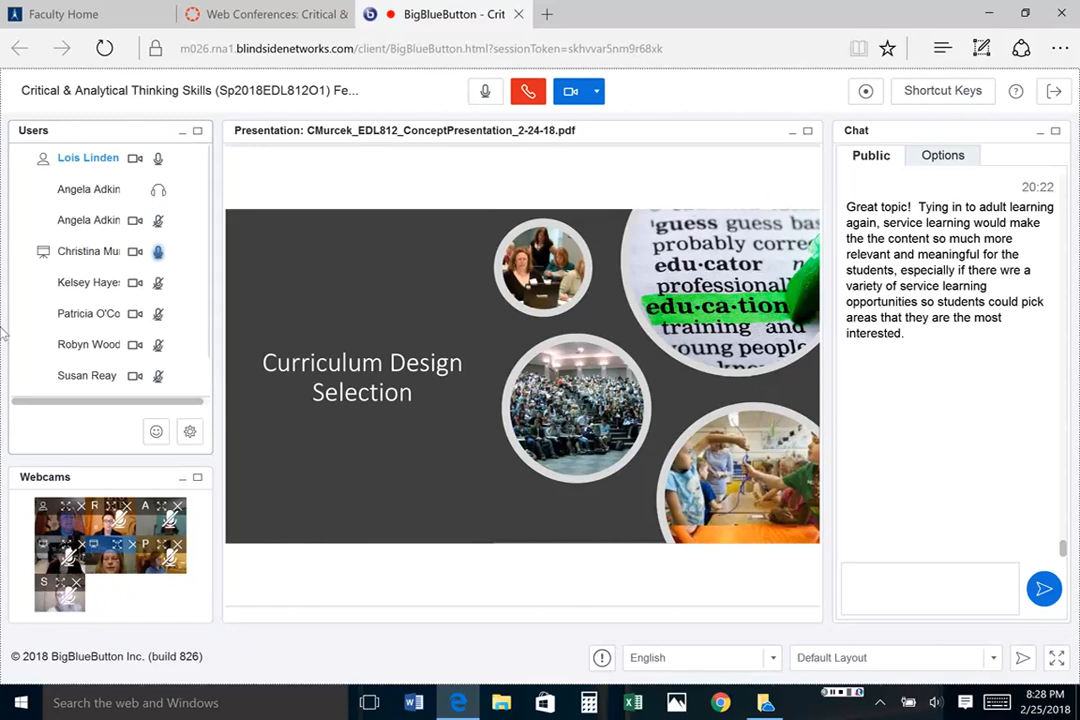 Faculty Home
Web Conferences: Critical &
BigBlueButton - Crit
m026.rna1.blindsidenetworks.com/client/BigBlueButton.html?sessionToken=skhvvar5nm9r68xk
Critical & Analytical Thinking Skills (Sp2018EDL812O1) Fe...
Shortcut Keys
Users
Lois Linden
Angela Adkin
Angela Adkin
Christina Mu
Kelsey Haye
Patricia O'Co
Robyn Wood
Susan Reay
Webcams
R
A
P
S
Presentation: CMurcek_EDL812_ConceptPresentation_2-24-18.pdf
Curriculum Design
Selection
'guess guess bas
probably correc
edu·cator n
professional
edu·ca·tion
training and
young people
Chat
Public
Options
20:22
Great topic! Tying in to adult learning
again, service learning would make
the the content so much more
relevant and meaningful for the
students, especially if there wre a
variety of service learning
opportunities so students could pick
areas that they are the most
interested.
© 2018 BigBlueButton Inc. (build 826)
English
Default Layout
Search the web and Windows
8:28 PM
2/25/2018